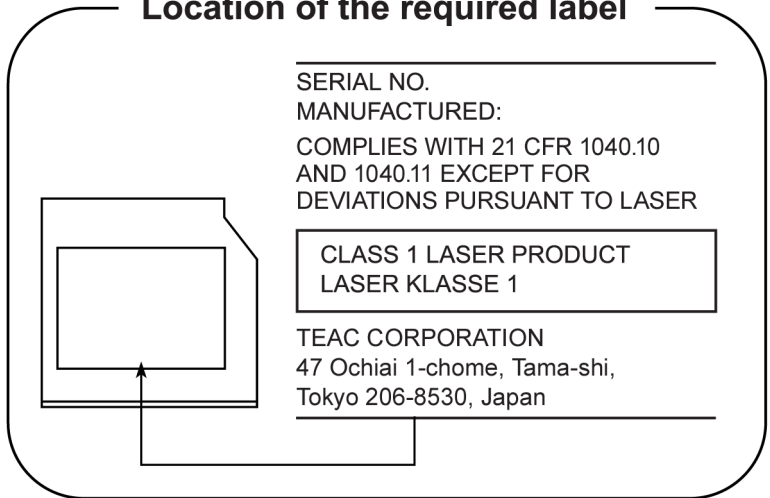 Location of the required label
SERIAL NO.
MANUFACTURED:
COMPLIES WITH 21 CFR 1040.10
AND 1040.11 EXCEPT FOR
DEVIATIONS PURSUANT TO LASER
CLASS 1 LASER PRODUCT
LASER KLASSE 1
TEAC CORPORATION
47 Ochiai 1-chome, Tama-shi,
Tokyo 206-8530, Japan